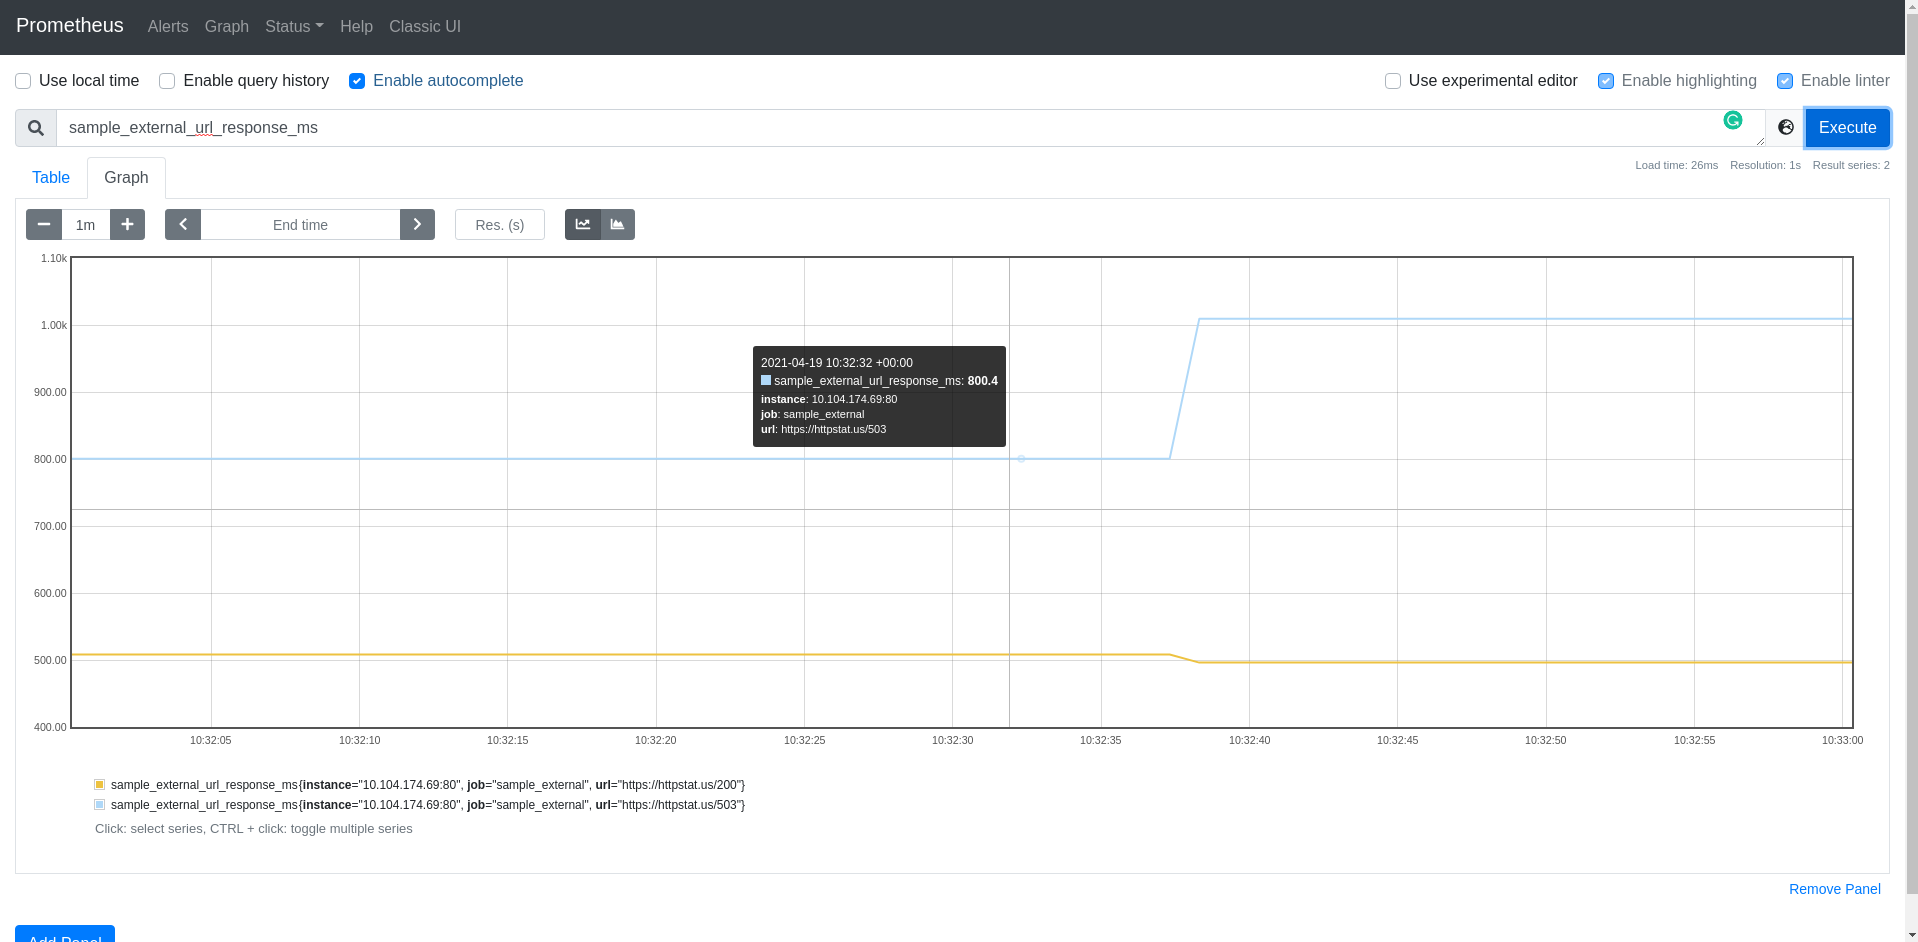 Prometheus Alerts Graph Status Help Classic UI
Use local time Enable query history Enable autocomplete Use experimental editor Enable highlighting Enable linter
sample_external_url_response_ms Execute
Load time: 26ms Resolution: 1s Result series: 2
Table Graph
1m End time Res. (s)
1.10k
1.00k
900.00
800.00
700.00
600.00
500.00
400.00
2021-04-19 10:32:32 +00:00
sample_external_url_response_ms: 800.4
instance: 10.104.174.69:80
job: sample_external
url: https://httpstat.us/503
10:32:05 10:32:10 10:32:15 10:32:20 10:32:25 10:32:30 10:32:35 10:32:40 10:32:45 10:32:50 10:32:55 10:33:00
sample_external_url_response_ms{instance="10.104.174.69:80", job="sample_external", url="https://httpstat.us/200"}
sample_external_url_response_ms{instance="10.104.174.69:80", job="sample_external", url="https://httpstat.us/503"}
Click: select series, CTRL + click: toggle multiple series
Remove Panel
Add Panel